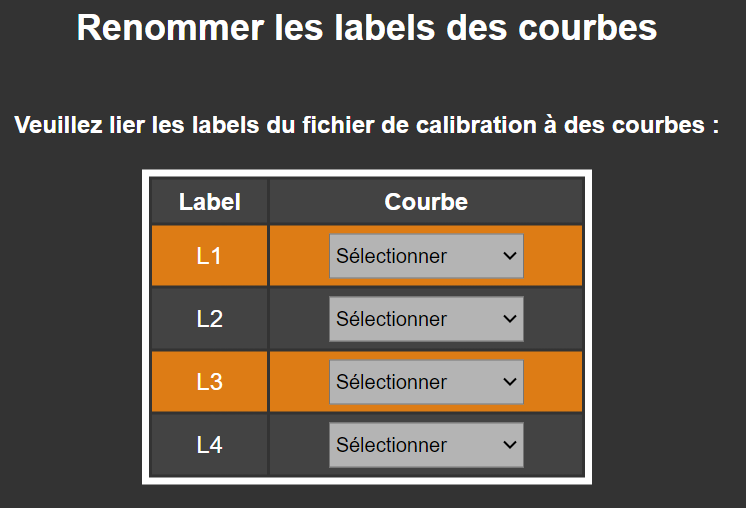 Renommer les labels des courbes
Veuillez lier les labels du fichier de calibration à des courbes :
Label Courbe
L1 Sélectionner
L2 Sélectionner
L3 Sélectionner
L4 Sélectionner